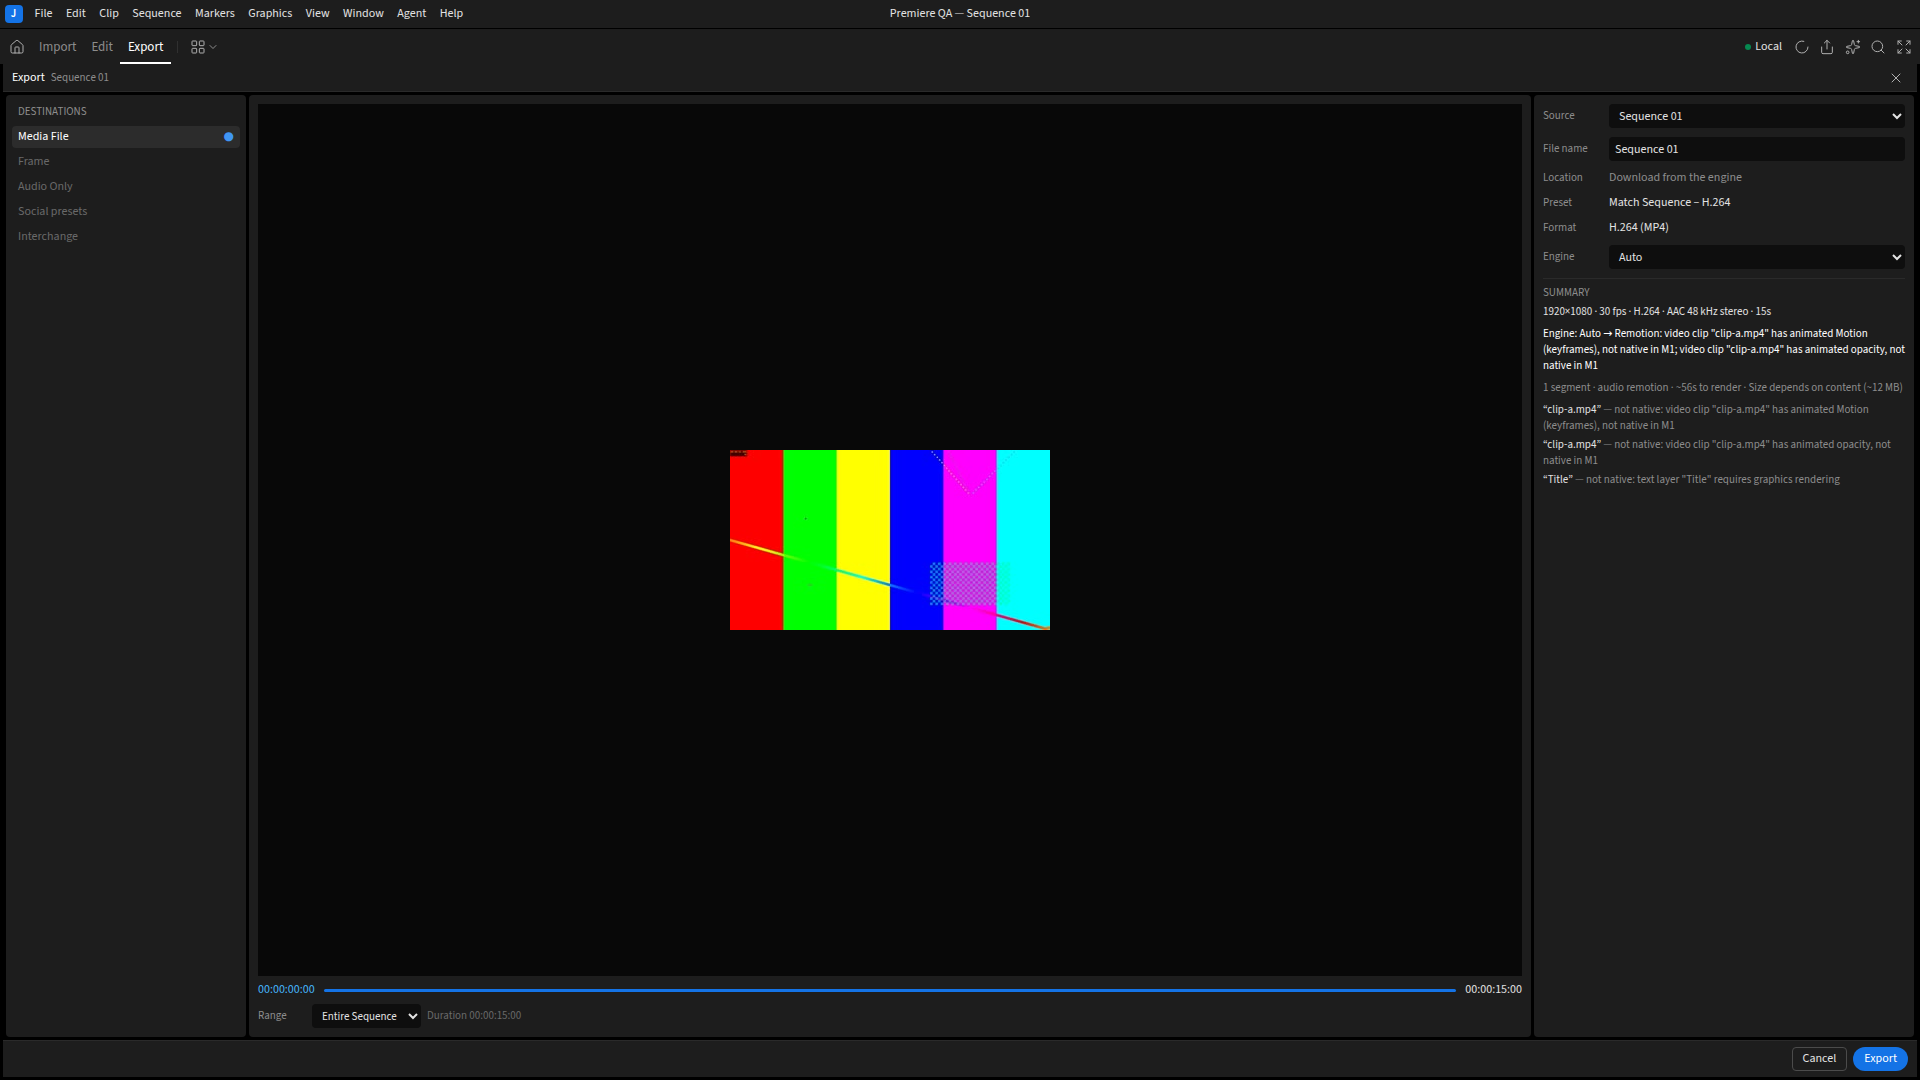 J File Edit Clip Sequence Markers Graphics View Window Agent Help
Premiere QA — Sequence 01
Import Edit Export
Local
Export Sequence 01
DESTINATIONS
Media File
Frame
Audio Only
Social presets
Interchange
Source Sequence 01
File name Sequence 01
Location Download from the engine
Preset Match Sequence – H.264
Format H.264 (MP4)
Engine Auto
SUMMARY
1920×1080 · 30 fps · H.264 · AAC 48 kHz stereo · 15s
Engine: Auto → Remotion: video clip "clip-a.mp4" has animated Motion
(keyframes), not native in M1; video clip "clip-a.mp4" has animated opacity, not
native in M1
1 segment · audio remotion · ~56s to render · Size depends on content (~12 MB)
“clip-a.mp4” — not native: video clip "clip-a.mp4" has animated Motion
(keyframes), not native in M1
“clip-a.mp4” — not native: video clip "clip-a.mp4" has animated opacity, not
native in M1
“Title” — not native: text layer "Title" requires graphics rendering
00:00:00:00
00:00:15:00
Range Entire Sequence Duration 00:00:15:00
Cancel Export